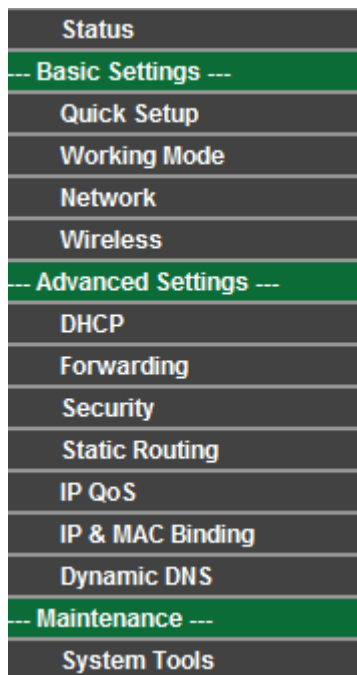 Status
--- Basic Settings ---
Quick Setup
Working Mode
Network
Wireless
--- Advanced Settings ---
DHCP
Forwarding
Security
Static Routing
IP QoS
IP & MAC Binding
Dynamic DNS
--- Maintenance ---
System Tools